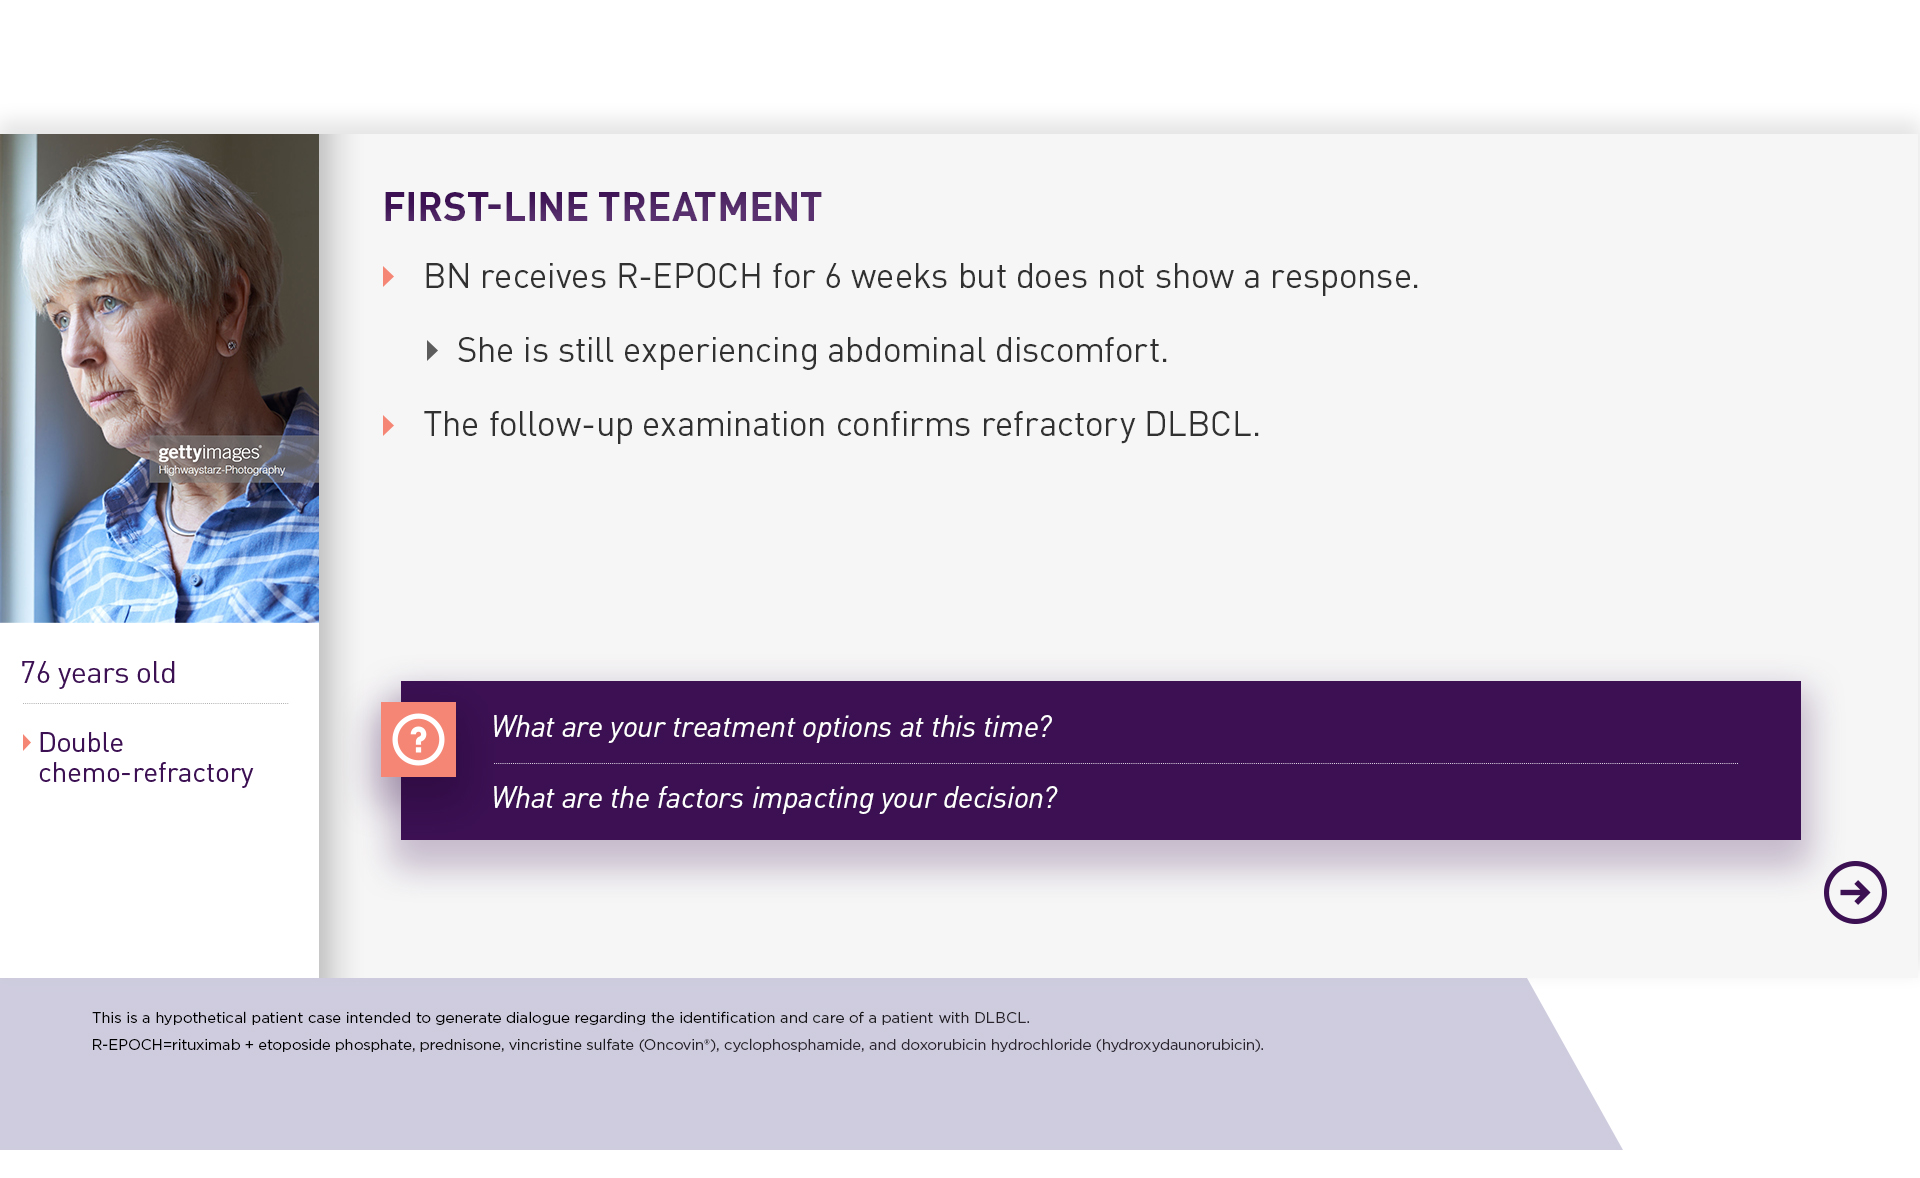 FIRST-LINE TREATMENT
BN receives R-EPOCH for 6 weeks but does not show a response.
She is still experiencing abdominal discomfort.
The follow-up examination confirms refractory DLBCL.
gettyimages®
Highwaystarz-Photography
76 years old
Double
chemo-refractory
What are your treatment options at this time?
What are the factors impacting your decision?
This is a hypothetical patient case intended to generate dialogue regarding the identification and care of a patient with DLBCL.
R-EPOCH=rituximab + etoposide phosphate, prednisone, vincristine sulfate (Oncovin®), cyclophosphamide, and doxorubicin hydrochloride (hydroxydaunorubicin).